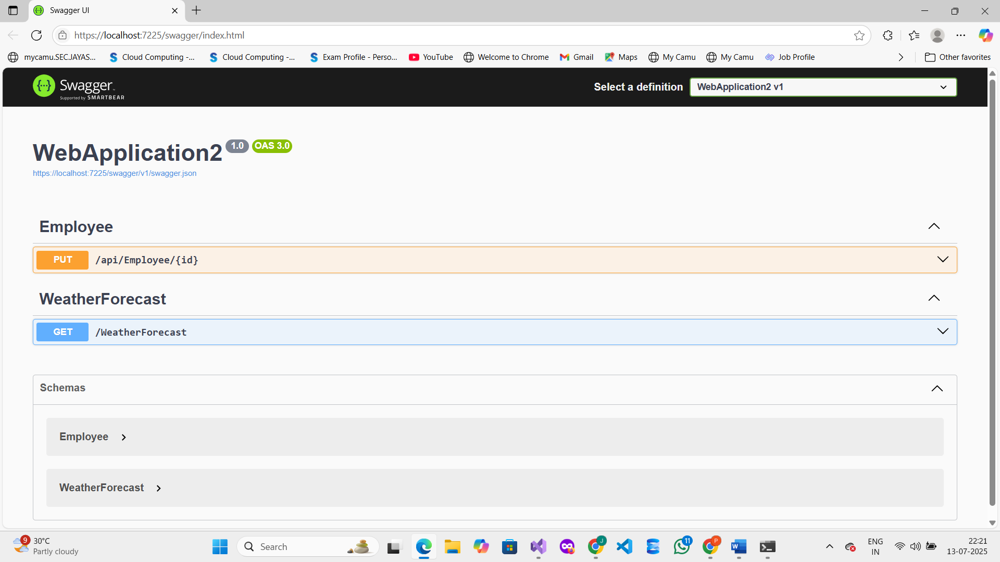 Swagger UI
https://localhost:7225/swagger/index.html
mycamu.SEC.JAYAS...
Cloud Computing -...
Cloud Computing -...
Exam Profile - Perso...
YouTube
Welcome to Chrome
Gmail
Maps
My Camu
My Camu
Job Profile
Other favorites
Swagger
Supported by SMARTBEAR
Select a definition
WebApplication2 v1
WebApplication2 1.0 OAS 3.0
https://localhost:7225/swagger/v1/swagger.json
Employee
PUT /api/Employee/{id}
WeatherForecast
GET /WeatherForecast
Schemas
Employee
WeatherForecast
9
30°C
Partly cloudy
Search
J
11
P
W
ENG
IN
22:21
13-07-2025